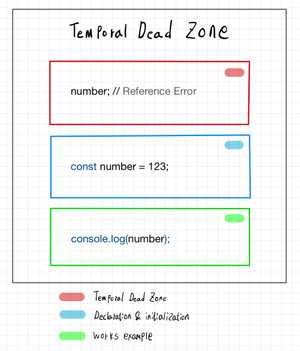 Temporal Dead Zone
number; // Reference Error
const number = 123;
console.log(number);
Temporal Dead Zone
Declaration & initialization
works example